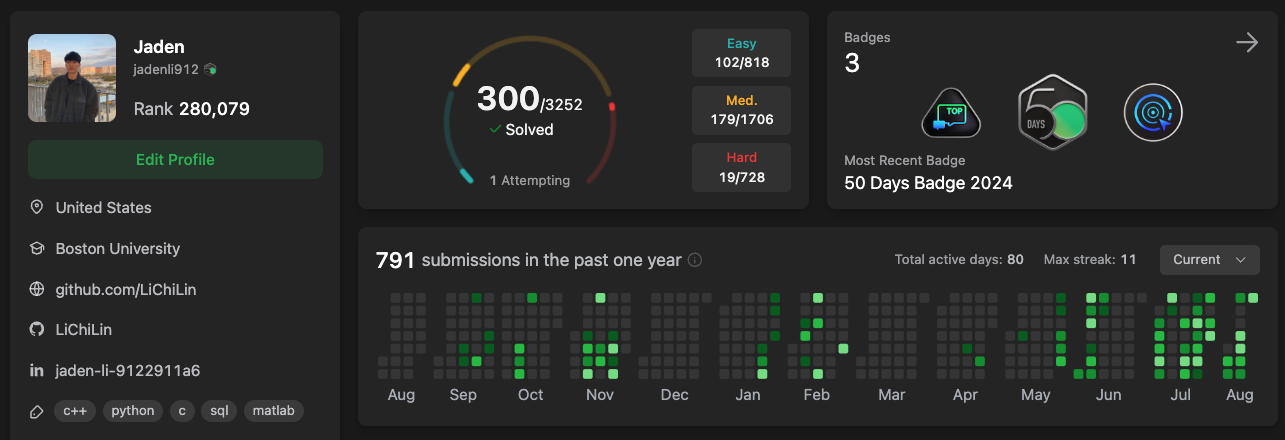 Jaden
jadenli912
Rank 280,079
Edit Profile
United States
Boston University
github.com/LiChiLin
LiChiLin
jaden-li-9122911a6
c++ python c sql matlab
300/3252
Solved
1 Attempting
Easy
102/818
Med.
179/1706
Hard
19/728
Badges
3
TOP
50
DAYS
Most Recent Badge
50 Days Badge 2024
791 submissions in the past one year
Total active days: 80 Max streak: 11 Current
Aug Sep Oct Nov Dec Jan Feb Mar Apr May Jun Jul Aug